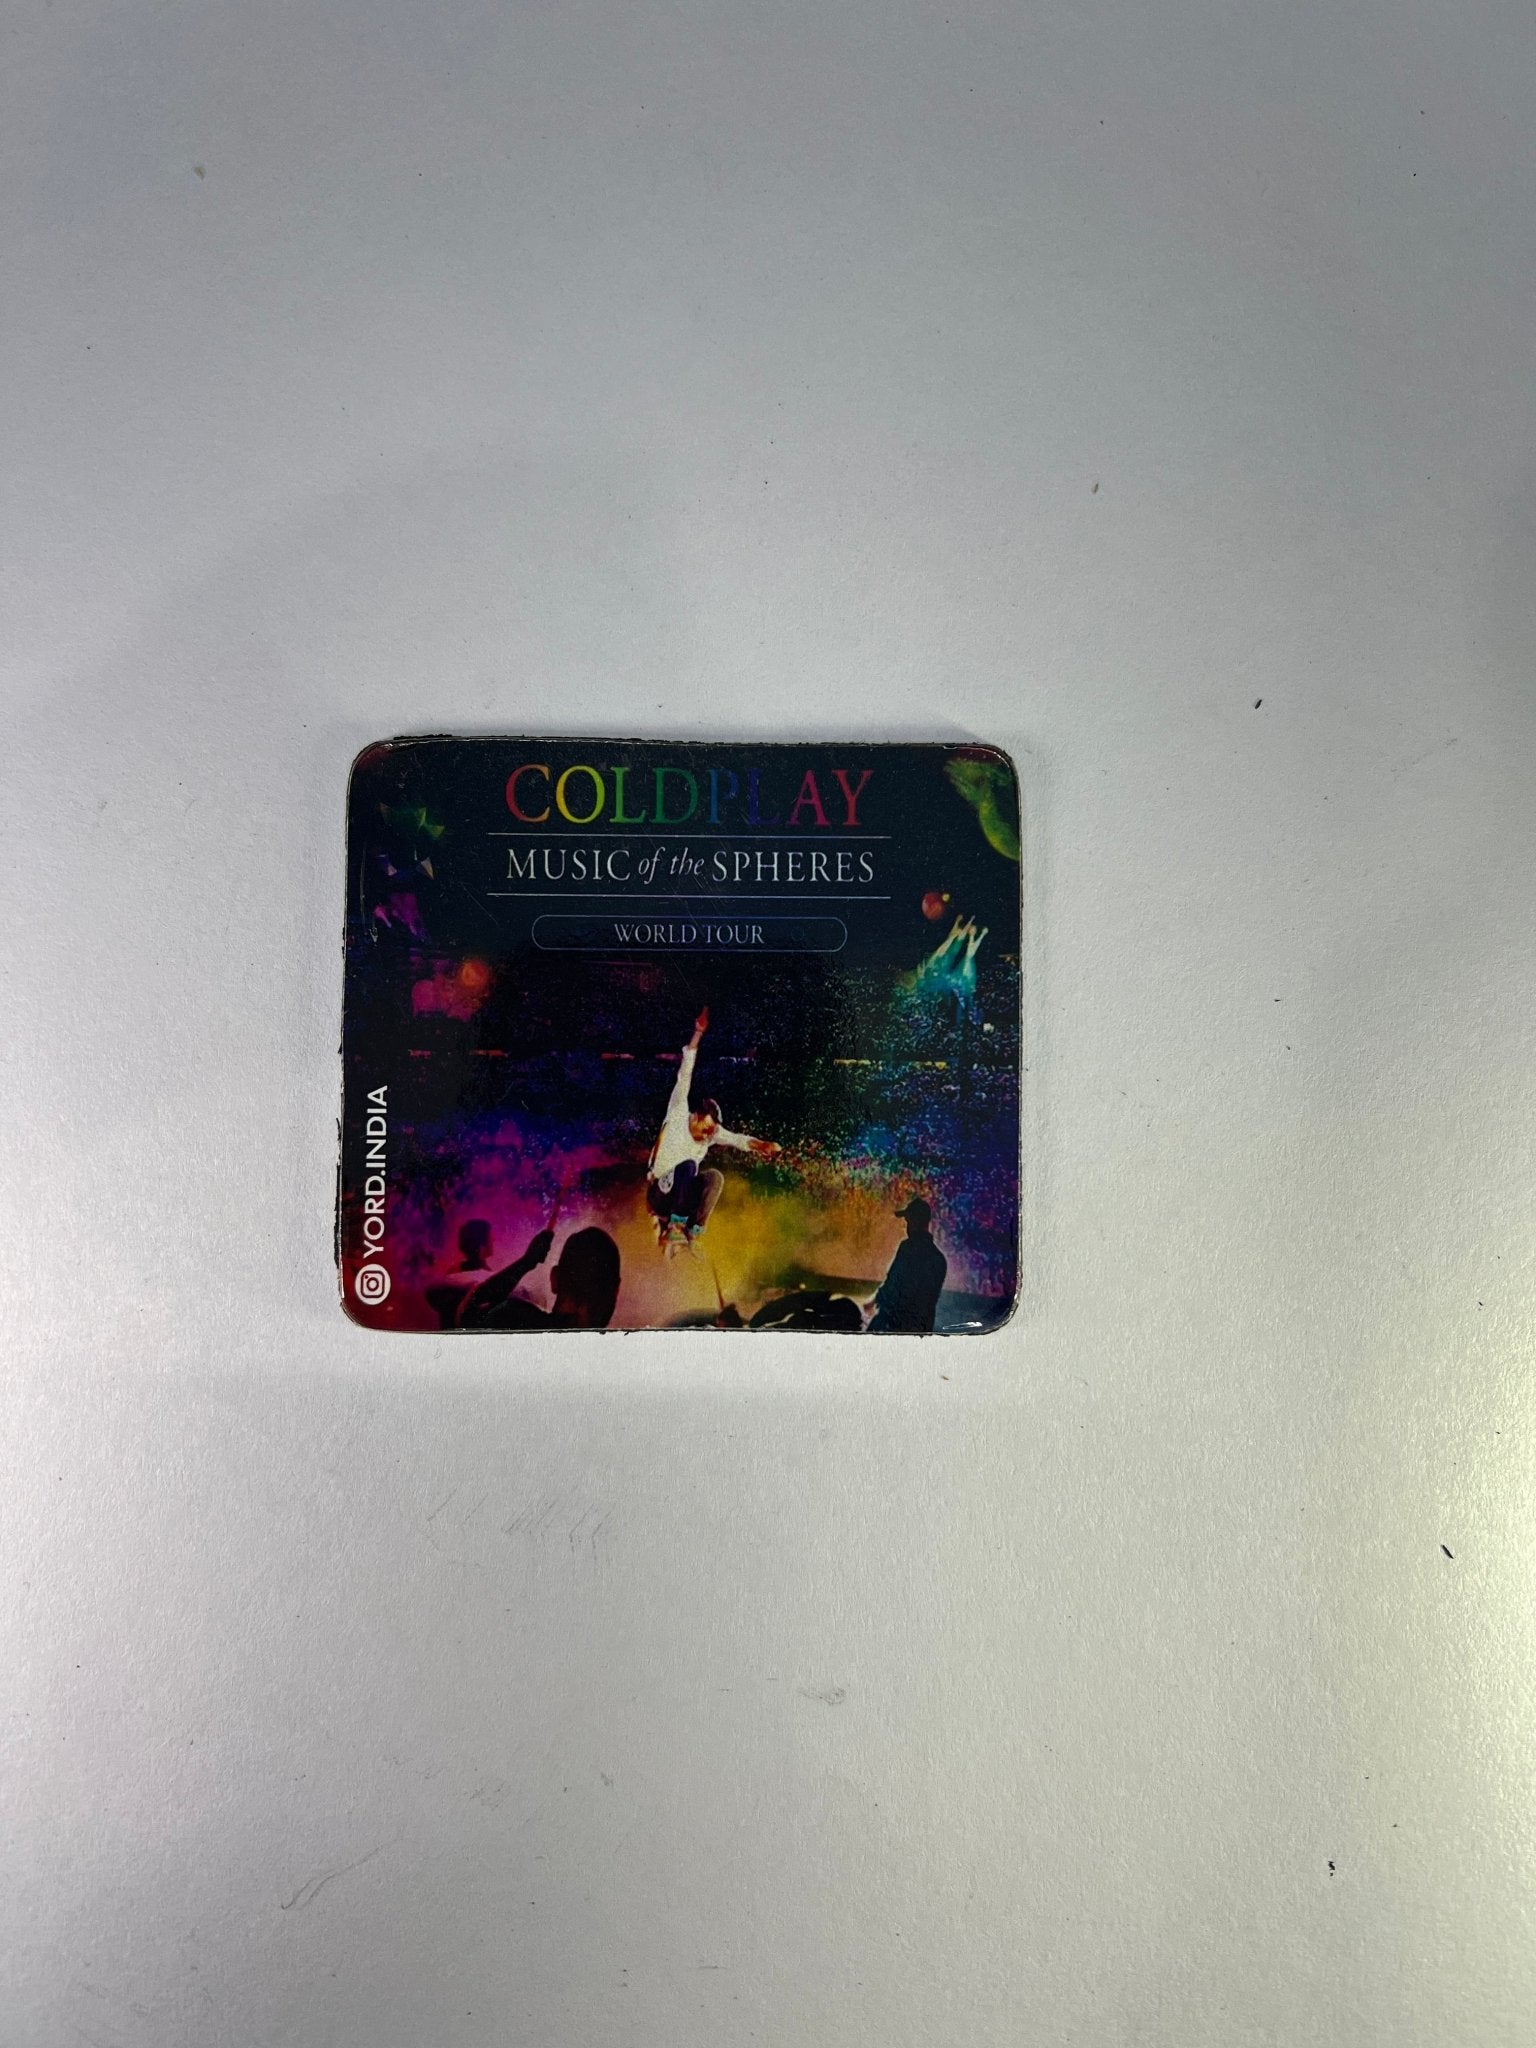 COLDPLAY
MUSIC of the SPHERES
WORLD TOUR
YORD.INDIA